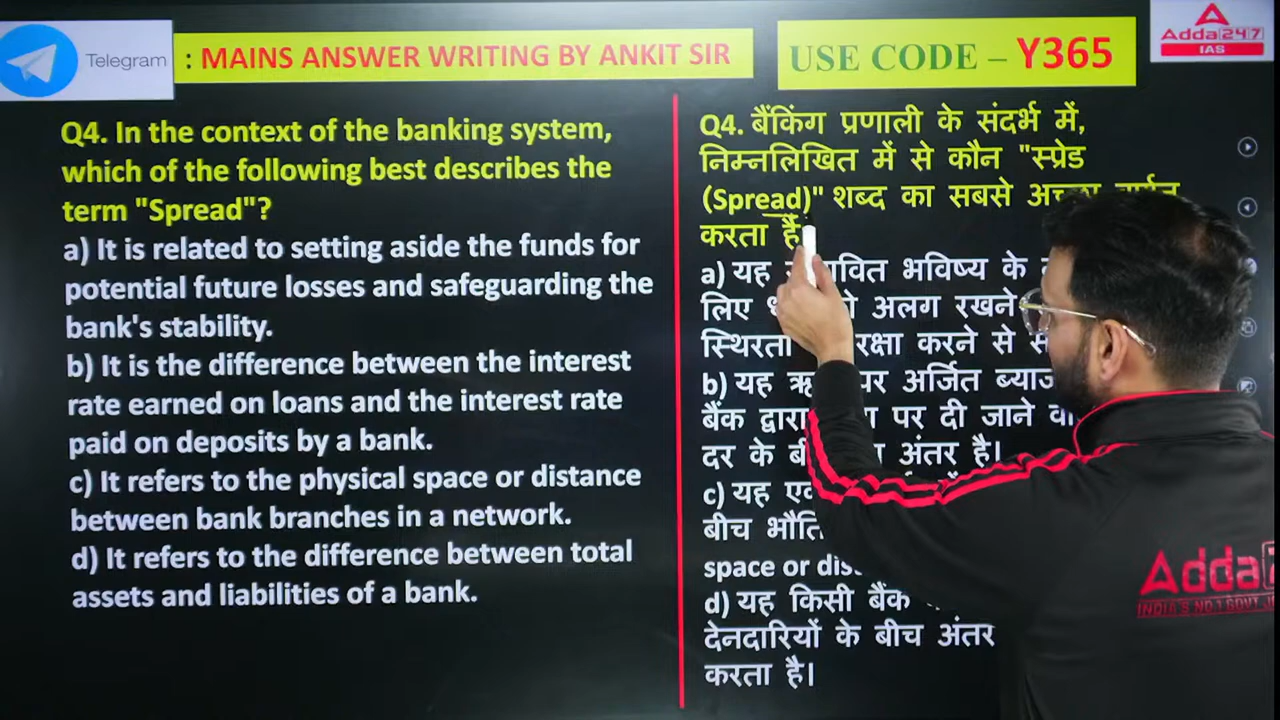 Telegram
: MAINS ANSWER WRITING BY ANKIT SIR
USE CODE – Y365
Adda247
IAS
Q4. In the context of the banking system,
which of the following best describes the
term "Spread"?
a) It is related to setting aside the funds for
potential future losses and safeguarding the
bank's stability.
b) It is the difference between the interest
rate earned on loans and the interest rate
paid on deposits by a bank.
c) It refers to the physical space or distance
between bank branches in a network.
d) It refers to the difference between total
assets and liabilities of a bank.
Q4. बैंकिंग प्रणाली के संदर्भ में,
निम्नलिखित में से कौन "स्प्रेड
(Spread)" शब्द का सबसे
करता है
a) यह भविष्य के
लिए अलग रखने
स्थिरता रक्षा करने से
b) यह पर अर्जित
बैंक द्वारा पर दी जाने
दर के अंतर है।
c) यह
बीच
space or
d) यह किसी बैंक
देनदारियों के बीच अंतर
करता है।
Adda
INDIA'S NO.1 GOVT